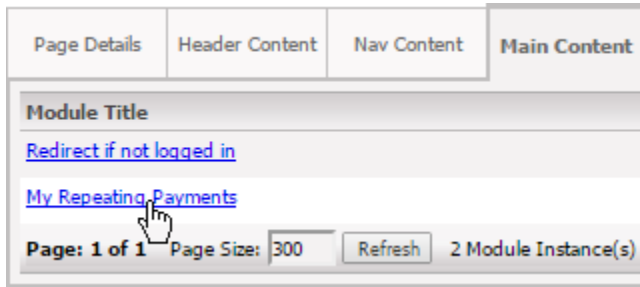 Page Details Header Content Nav Content Main Content
Module Title
Redirect if not logged in
My Repeating Payments
Page: 1 of 1 Page Size: 300 Refresh 2 Module Instance(s)